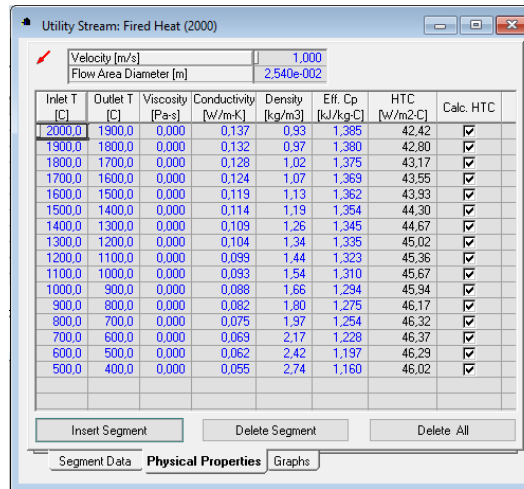 Utility Stream: Fired Heat (2000)
Velocity [m/s] 1,000
Flow Area Diameter [m] 2,540e-002
Inlet T [C] Outlet T [C] Viscosity [Pa-s] Conductivity [W/m-K] Density [kg/m3] Eff. Cp [kJ/kg-C] HTC [W/m2-C] Calc. HTC
2000,0 1900,0 0,000 0,137 0,93 1,385 42,42
1900,0 1800,0 0,000 0,132 0,97 1,380 42,80
1800,0 1700,0 0,000 0,128 1,02 1,375 43,17
1700,0 1600,0 0,000 0,124 1,07 1,369 43,55
1600,0 1500,0 0,000 0,119 1,13 1,362 43,93
1500,0 1400,0 0,000 0,114 1,19 1,354 44,30
1400,0 1300,0 0,000 0,109 1,26 1,345 44,67
1300,0 1200,0 0,000 0,104 1,34 1,335 45,02
1200,0 1100,0 0,000 0,099 1,44 1,323 45,36
1100,0 1000,0 0,000 0,093 1,54 1,310 45,67
1000,0 900,0 0,000 0,088 1,66 1,294 45,94
900,0 800,0 0,000 0,082 1,80 1,275 46,17
800,0 700,0 0,000 0,075 1,97 1,254 46,32
700,0 600,0 0,000 0,069 2,17 1,228 46,37
600,0 500,0 0,000 0,062 2,42 1,197 46,29
500,0 400,0 0,000 0,055 2,74 1,160 46,02
Insert Segment Delete Segment Delete All
Segment Data Physical Properties Graphs